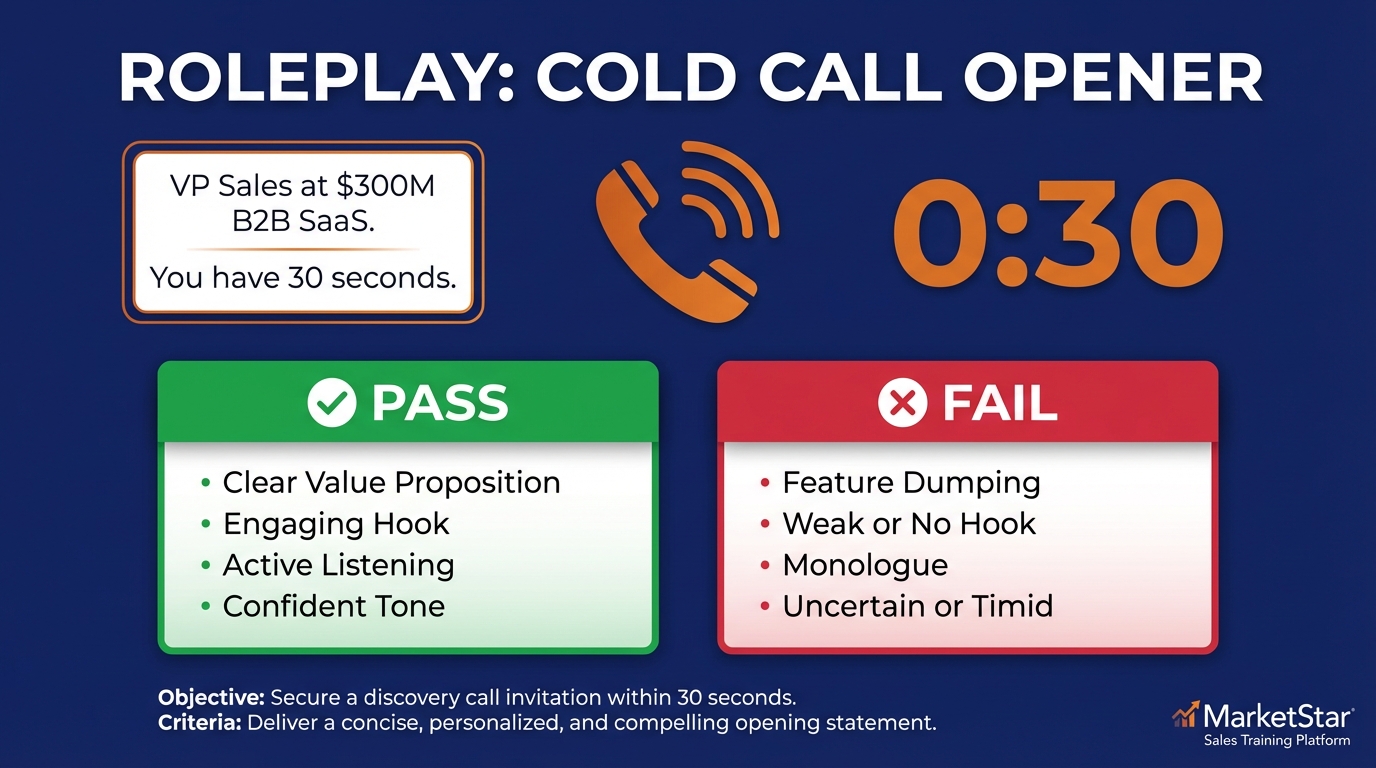 ROLEPLAY: COLD CALL OPENER
VP Sales at $300M
B2B SaaS.
You have 30 seconds.
0:30
PASS
• Clear Value Proposition
• Engaging Hook
• Active Listening
• Confident Tone
FAIL
• Feature Dumping
• Weak or No Hook
• Monologue
• Uncertain or Timid
Objective: Secure a discovery call invitation within 30 seconds.
Criteria: Deliver a concise, personalized, and compelling opening statement.
MarketStar
Sales Training Platform